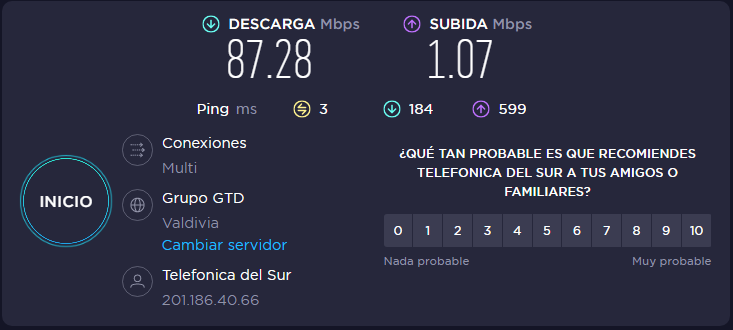 DESCARGA Mbps
87.28
SUBIDA Mbps
1.07
Ping ms 3 184 599
INICIO
Conexiones
Multi
Grupo GTD
Valdivia
Cambiar servidor
Telefonica del Sur
201.186.40.66
¿QUÉ TAN PROBABLE ES QUE RECOMIENDES
TELEFONICA DEL SUR A TUS AMIGOS O
FAMILIARES?
0 1 2 3 4 5 6 7 8 9 10
Nada probable Muy probable